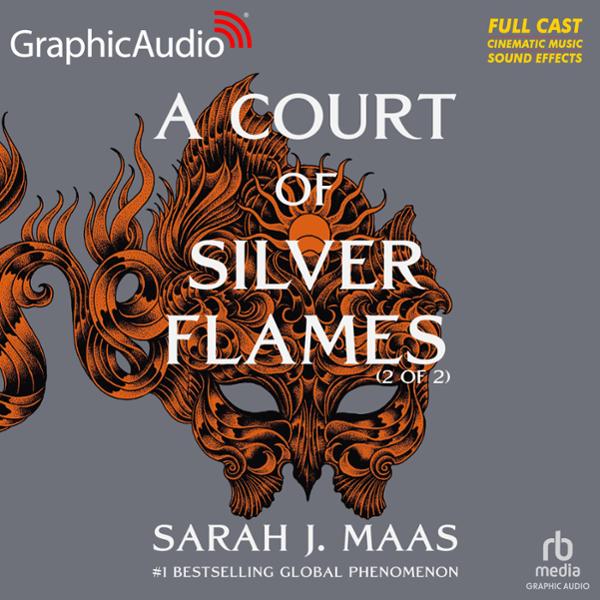 GraphicAudio
FULL CAST
CINEMATIC MUSIC
SOUND EFFECTS
A COURT
OF
SILVER
FLAMES
(2 OF 2)
SARAH J. MAAS
#1 BESTSELLING GLOBAL PHENOMENON
rb
media
GRAPHIC AUDIO